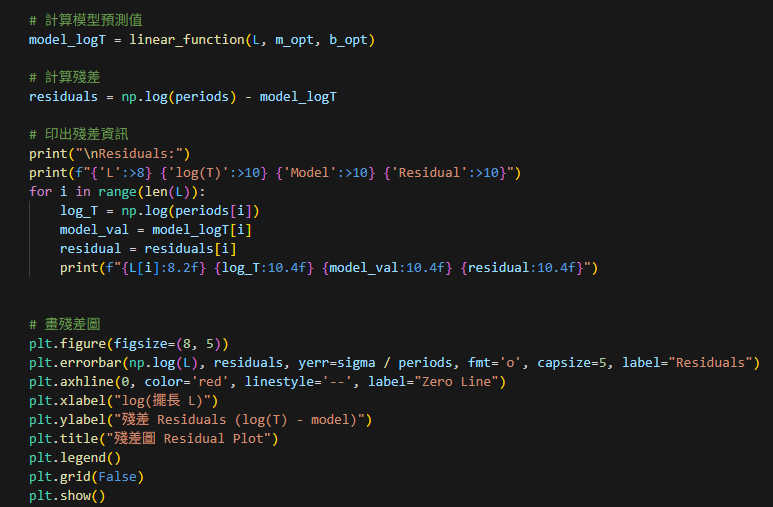 # 計算模型預測值
model_logT = linear_function(L, m_opt, b_opt)
# 計算殘差
residuals = np.log(periods) - model_logT
# 印出殘差資訊
print("\nResiduals:")
print(f"{'L':>8} {'log(T)':>10} {'Model':>10} {'Residual':>10}")
for i in range(len(L)):
    log_T = np.log(periods[i])
    model_val = model_logT[i]
    residual = residuals[i]
    print(f"{L[i]:8.2f} {log_T:10.4f} {model_val:10.4f} {residual:10.4f}")
# 畫殘差圖
plt.figure(figsize=(8, 5))
plt.errorbar(np.log(L), residuals, yerr=sigma / periods, fmt='o', capsize=5, label="Residuals")
plt.axhline(0, color='red', linestyle='--', label="Zero Line")
plt.xlabel("log(擺長 L)")
plt.ylabel("殘差 Residuals (log(T) - model)")
plt.title("殘差圖 Residual Plot")
plt.legend()
plt.grid(False)
plt.show()